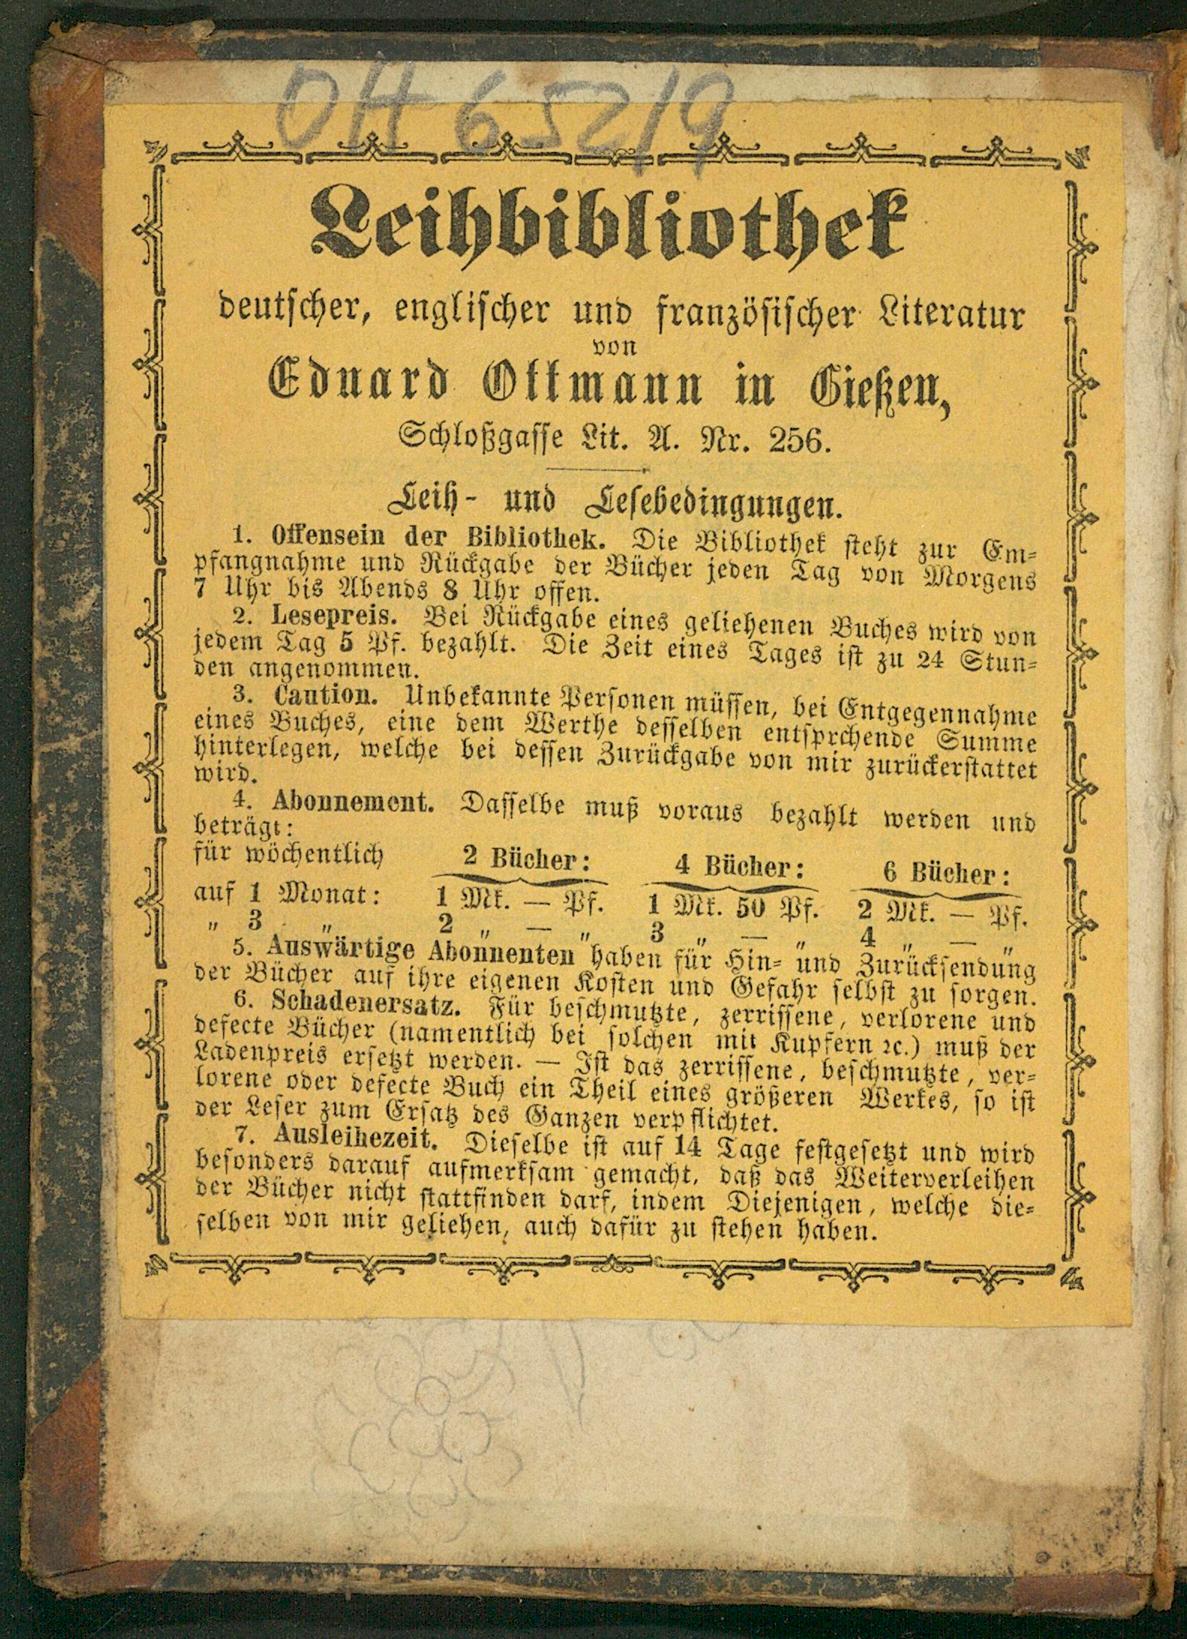 OH 652/9
Leihbibliothek
deutscher, englischer und französischer Literatur
von
Eduard Ottmann in Gießen,
Schloßgasse Lit. A. Nr. 256.
Leih- und Lesebedingungen.
1. Offensein der Bibliothek. Die Bibliothek steht zur Em-
pfangnahme und Rückgabe der Bücher jeden Tag von Morgens
7 Uhr bis Abends 8 Uhr offen.
2. Lesepreis. Bei Rückgabe eines geliehenen Buches wird von
jedem Tag 5 Pf. bezahlt. Die Zeit eines Tages ist zu 24 Stun-
den angenommen.
3. Caution. Unbekannte Personen müssen, bei Entgegennahme
eines Buches, eine dem Werthe desselben entsprchende Summe
hinterlegen, welche bei dessen Zurückgabe von mir zurückerstattet
wird.
4. Abonnement. Dasselbe muß voraus bezahlt werden und
beträgt:
für wöchentlich 2 Bücher: 4 Bücher: 6 Bücher:
auf 1 Monat: 1 Mk. — Pf. 1 Mk. 50 Pf. 2 Mk. — Pf.
„ 3 „ 2 „ — „ 3 „ — „ 4 „ — „
5. Auswärtige Abonnenten haben für Hin- und Zurücksendung
der Bücher auf ihre eigenen Kosten und Gefahr selbst zu sorgen.
6. Schadenersatz. Für beschmutzte, zerrissene, verlorene und
defecte Bücher (namentlich bei solchen mit Kupfern ꝛc.) muß der
Ladenpreis ersetzt werden. — Ist das zerrissene, beschmutzte, ver-
lorene oder defecte Buch ein Theil eines größeren Werkes, so ist
der Leser zum Ersatz des Ganzen verpflichtet.
7. Ausleihezeit. Dieselbe ist auf 14 Tage festgesetzt und wird
besonders darauf aufmerksam gemacht, daß das Weiterverleihen
der Bücher nicht stattfinden darf, indem Diejenigen, welche die-
selben von mir geliehen, auch dafür zu stehen haben.